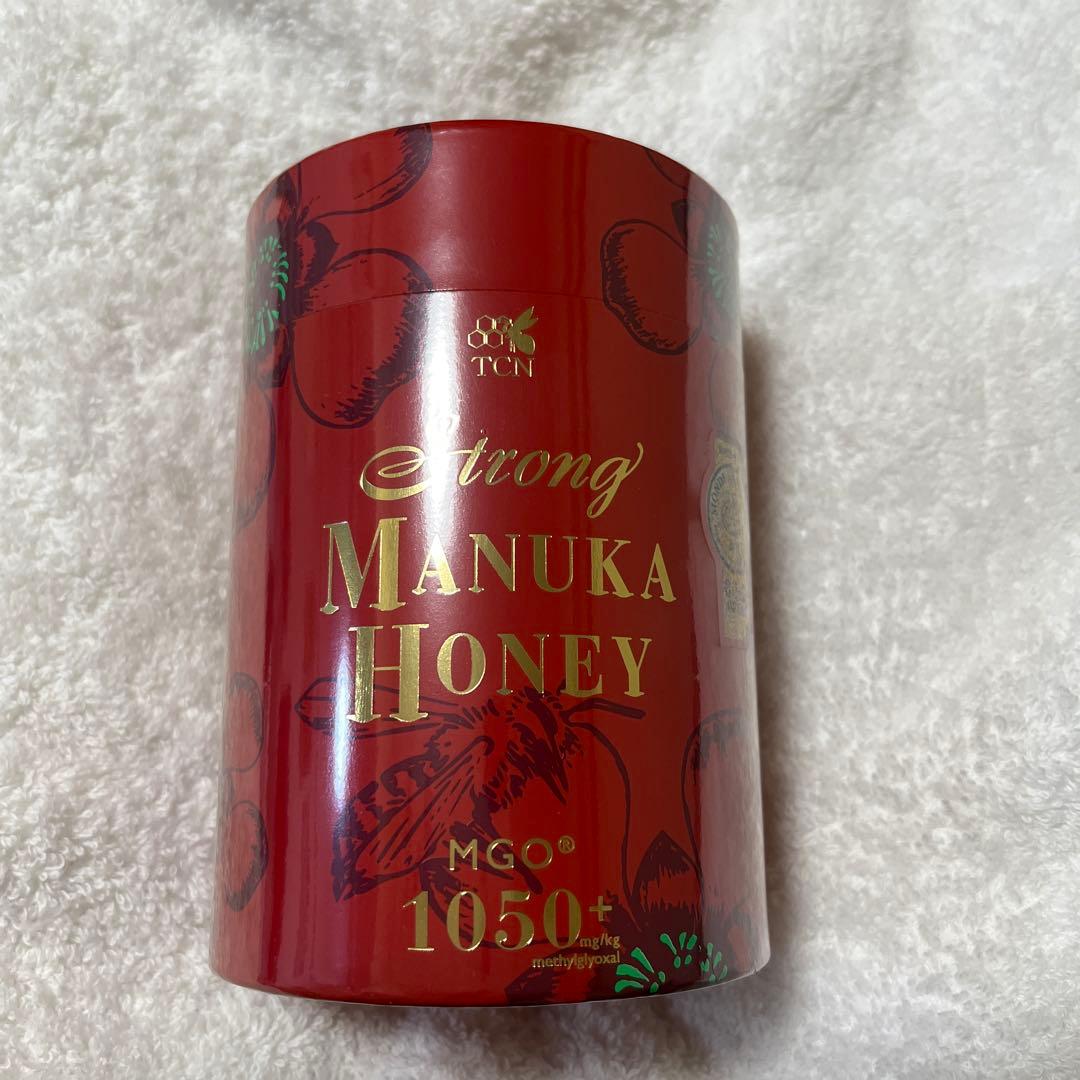 TCN
Strong
MANUKA
HONEY
MGO®
1050+
mg/kg
methylglyoxal